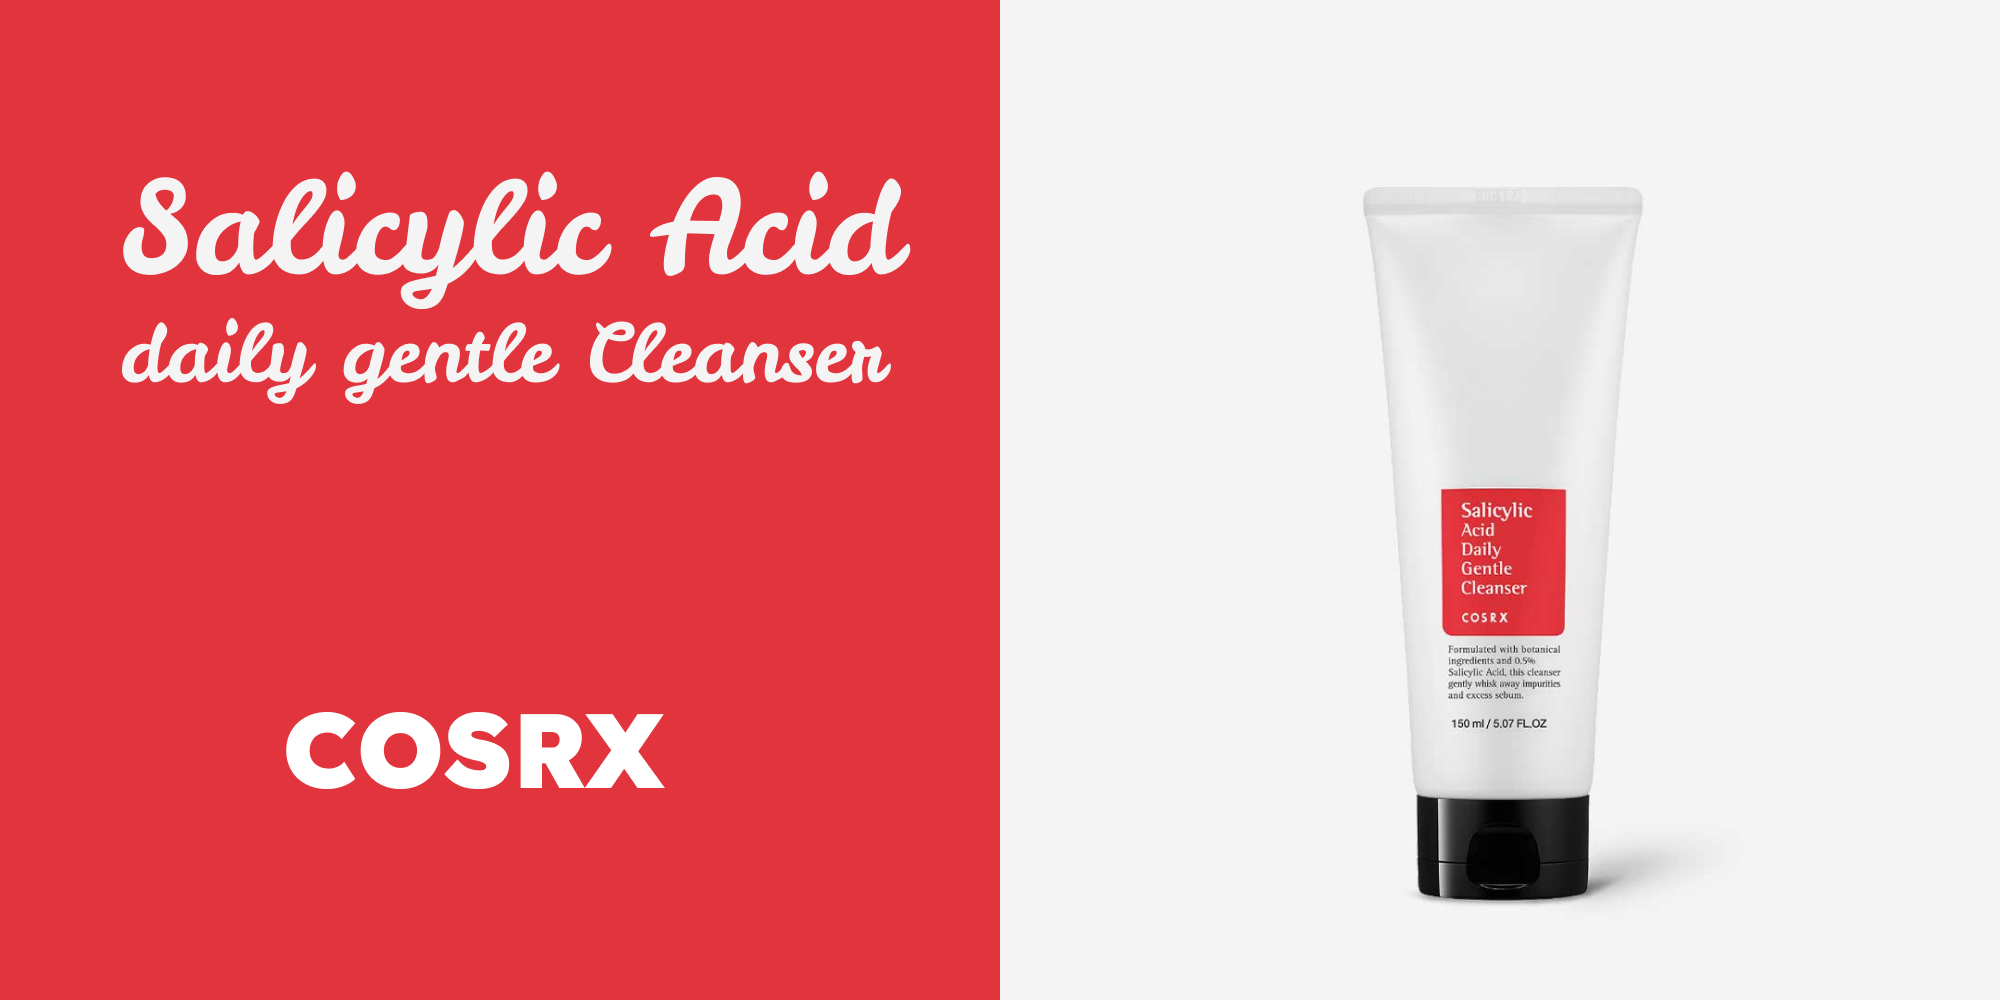 Salicylic Acid
daily gentle Cleanser
COSRX
Salicylic
Acid
Daily
Gentle
Cleanser
COSRX
Formulated with botanical
ingredients and 0.5%
Salicylic Acid, this cleanser
gently whisk away impurities
and excess sebum.
150 ml / 5.07 FL.OZ